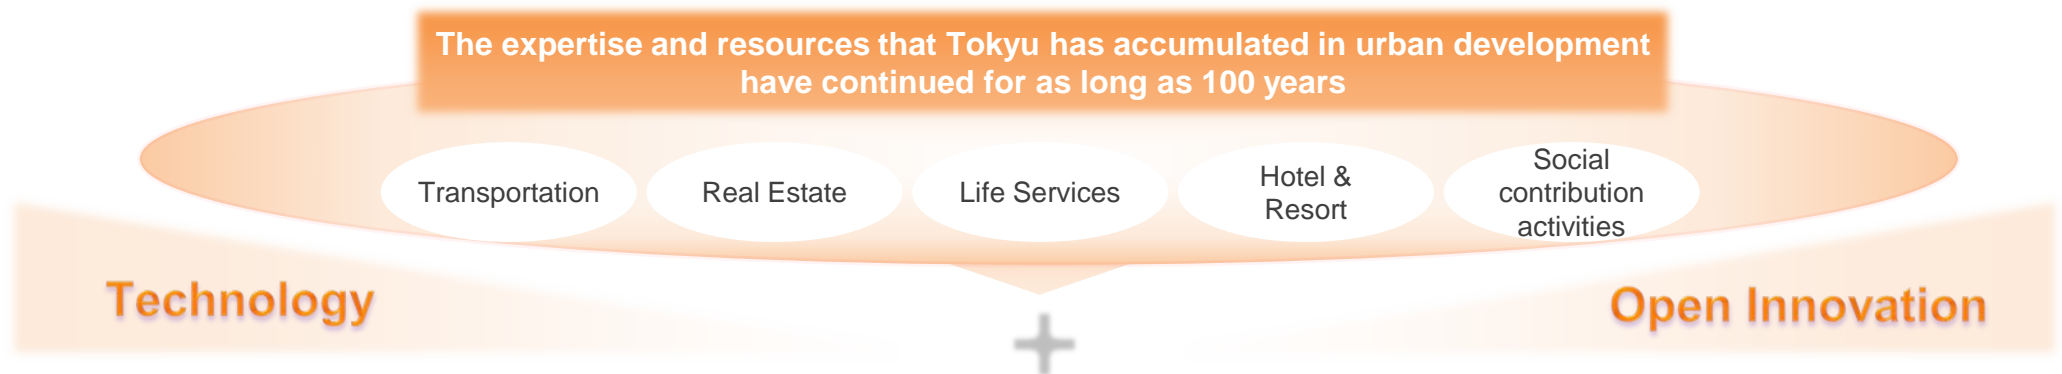 The expertise and resources that Tokyu has accumulated in urban development
have continued for as long as 100 years
Transportation
Real Estate
Life Services
Hotel &
Resort
Social
contribution
activities
Technology
Open Innovation